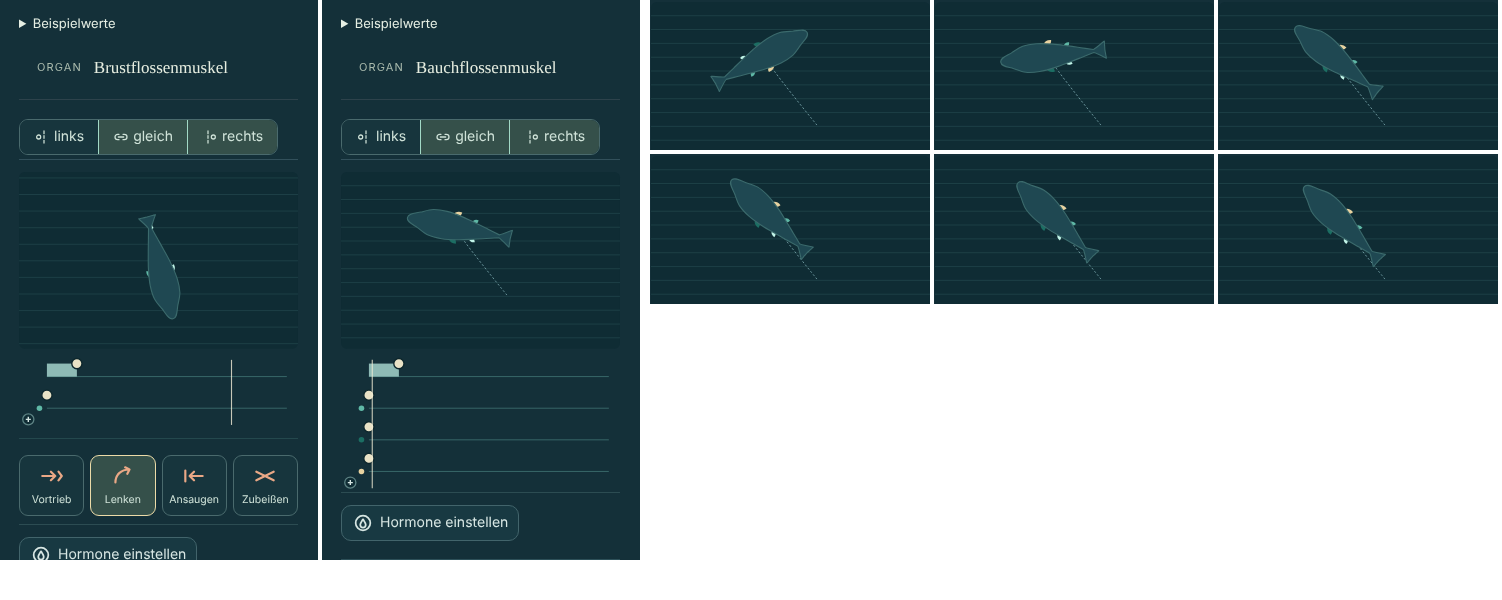 Beispielwerte
ORGAN Brustflossenmuskel
links gleich rechts
Vortrieb Lenken Ansaugen Zubeißen
Hormone einstellen
Beispielwerte
ORGAN Bauchflossenmuskel
links gleich rechts
Hormone einstellen